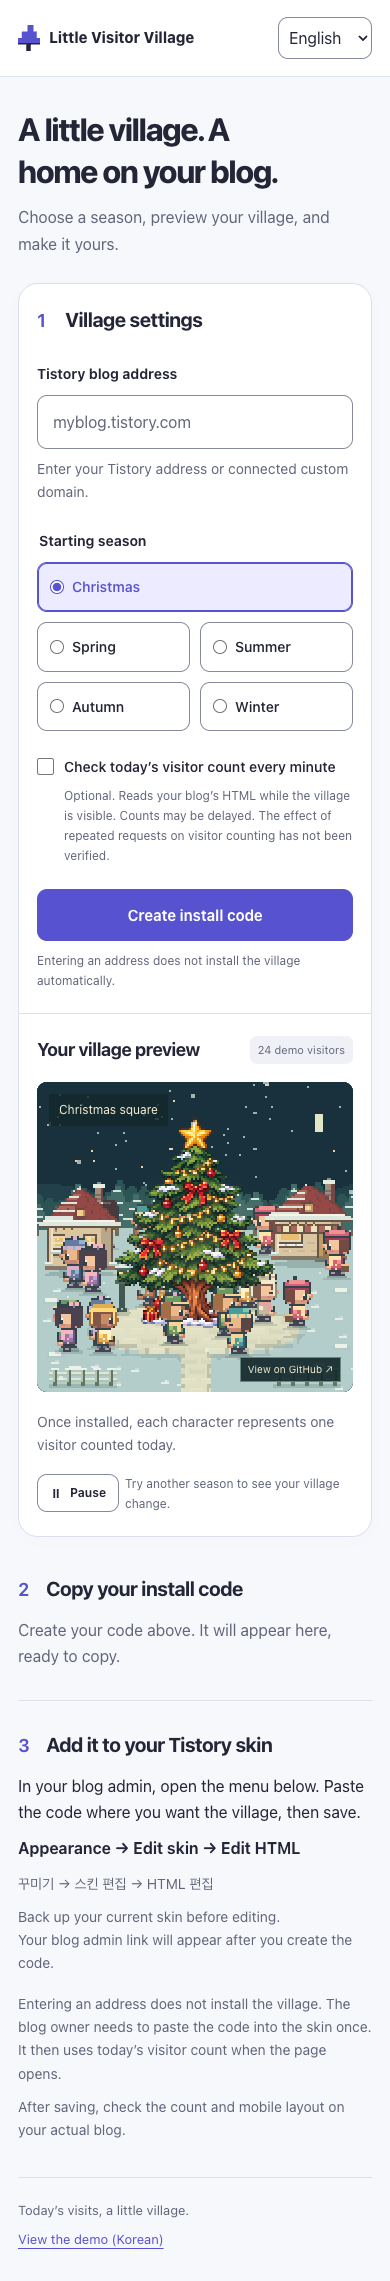 Little Visitor Village
English
A little village. A
home on your blog.
Choose a season, preview your village, and
make it yours.
1 Village settings
Tistory blog address
myblog.tistory.com
Enter your Tistory address or connected custom
domain.
Starting season
Christmas
Spring
Summer
Autumn
Winter
Check today’s visitor count every minute
Optional. Reads your blog’s HTML while the village
is visible. Counts may be delayed. The effect of
repeated requests on visitor counting has not been
verified.
Create install code
Entering an address does not install the village
automatically.
Your village preview
24 demo visitors
Christmas square
View on GitHub ↗
Once installed, each character represents one
visitor counted today.
Pause
Try another season to see your village
change.
2 Copy your install code
Create your code above. It will appear here,
ready to copy.
3 Add it to your Tistory skin
In your blog admin, open the menu below. Paste
the code where you want the village, then save.
Appearance → Edit skin → Edit HTML
꾸미기 → 스킨 편집 → HTML 편집
Back up your current skin before editing.
Your blog admin link will appear after you create the
code.
Entering an address does not install the village. The
blog owner needs to paste the code into the skin once.
It then uses today’s visitor count when the page
opens.
After saving, check the count and mobile layout on
your actual blog.
Today’s visits, a little village.
View the demo (Korean)